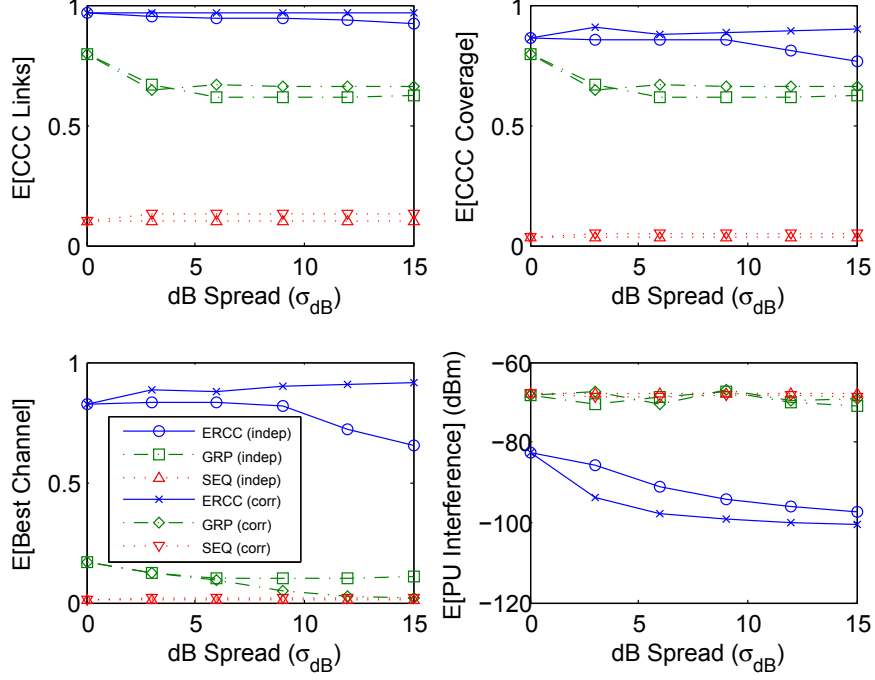 1
0.5
0
E[CCC Links]
0 5 10 15
dB Spread (σdB)
1
0.5
0
E[CCC Coverage]
0 5 10 15
dB Spread (σdB)
1
0.5
0
E[Best Channel]
ERCC (indep)
GRP (indep)
SEQ (indep)
ERCC (corr)
GRP (corr)
SEQ (corr)
0 5 10 15
dB Spread (σdB)
−60
−80
−100
−120
E[PU Interference] (dBm)
0 5 10 15
dB Spread (σdB)